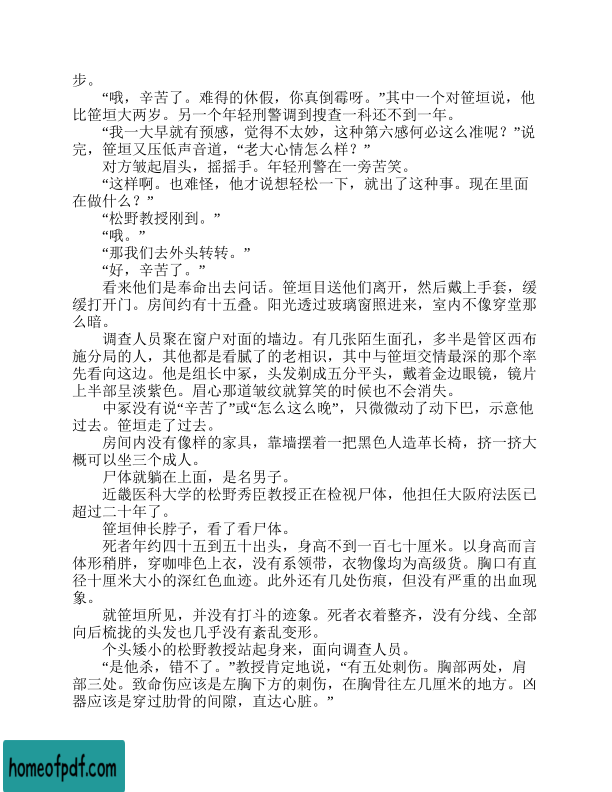 步。
“哦，辛苦了。难得的休假，你真倒霉呀。”其中一个对笹垣说，他
比笹垣大两岁。另一个年轻刑警调到搜查一科还不到一年。
“我一大早就有预感，觉得不太妙，这种第六感何必这么准呢？”说
完，笹垣又压低声音道，“老大心情怎么样？”
对方皱起眉头，摇摇手。年轻刑警在一旁苦笑。
“这样啊。也难怪，他才说想轻松一下，就出了这种事。现在里面
在做什么？”
“松野教授刚到。”
“哦。”
“那我们去外头转转。”
“好，辛苦了。”
看来他们是奉命出去问话。笹垣目送他们离开，然后戴上手套，缓
缓打开门。房间约有十五叠。阳光透过玻璃窗照进来，室内不像穿堂那
么暗。
调查人员聚在窗户对面的墙边。有几张陌生面孔，多半是管区西布
施分局的人，其他都是看腻了的老相识，其中与笹垣交情最深的那个率
先看向这边。他是组长中冢，头发剃成五分平头，戴着金边眼镜，镜片
上半部呈淡紫色。眉心那道皱纹就算笑的时候也不会消失。
中冢没有说“辛苦了”或“怎么这么晚”，只微微动了动下巴，示意他
过去。笹垣走了过去。
房间内没有像样的家具，靠墙摆着一把黑色人造革长椅，挤一挤大
概可以坐三个成人。
尸体就躺在上面，是名男子。
近畿医科大学的松野秀臣教授正在检视尸体，他担任大阪府法医已
超过二十年了。
笹垣伸长脖子，看了看尸体。
死者年约四十五到五十出头，身高不到一百七十厘米。以身高而言
体形稍胖，穿咖啡色上衣，没有系领带，衣物像均为高级货。胸口有直
径十厘米大小的深红色血迹。此外还有几处伤痕，但没有严重的出血现
象。
就笹垣所见，并没有打斗的迹象。死者衣着整齐，没有分线、全部
向后梳拢的头发也几乎没有紊乱变形。
个头矮小的松野教授站起身来，面向调查人员。
“是他杀，错不了。”教授肯定地说，“有五处刺伤。胸部两处，肩
部三处。致命伤应该是左胸下方的刺伤，在胸骨往左几厘米的地方。凶
器应该是穿过肋骨的间隙，直达心脏。”
homeofpdf.com